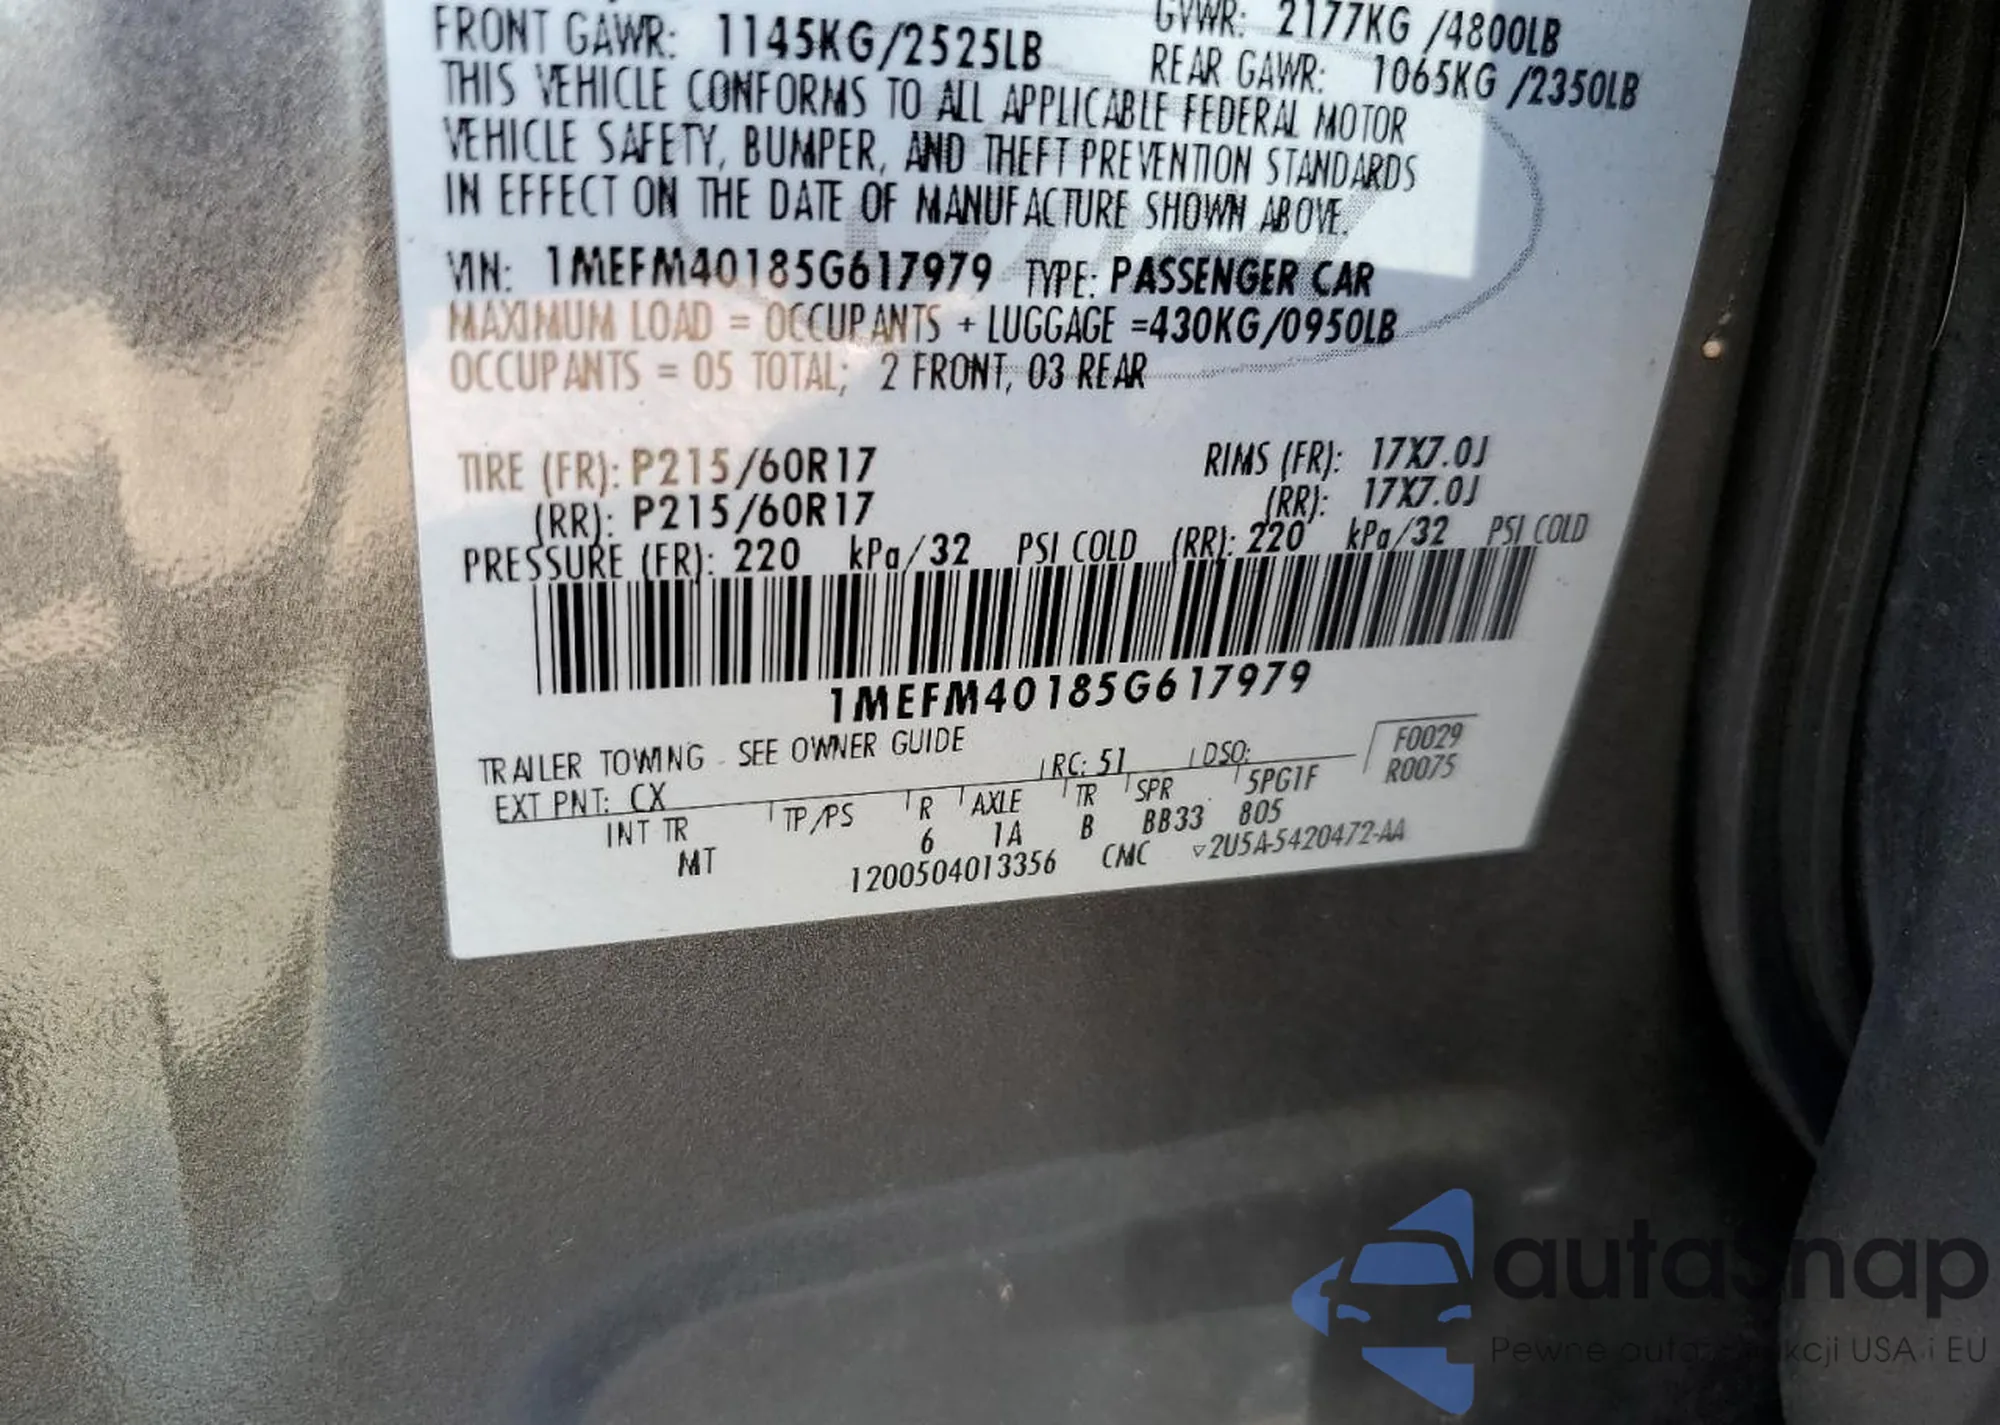 FRONT GAWR: 1145KG/2525LB GVWR: 2177KG /4800LB
REAR GAWR: 1065KG /2350LB
THIS VEHICLE CONFORMS TO ALL APPLICABLE FEDERAL MOTOR
VEHICLE SAFETY, BUMPER, AND THEFT PREVENTION STANDARDS
IN EFFECT ON THE DATE OF MANUFACTURE SHOWN ABOVE.
VIN: 1MEFM40185G617979 TYPE: PASSENGER CAR
MAXIMUM LOAD = OCCUPANTS + LUGGAGE =430KG/0950LB
OCCUPANTS = 05 TOTAL; 2 FRONT, 03 REAR
TIRE (FR): P215/60R17 RIMS (FR): 17X7.0J
(RR): P215/60R17 (RR): 17X7.0J
PRESSURE (FR): 220 kPa/32 PSI COLD (RR): 220 kPa/32 PSI COLD
1MEFM40185G617979
TRAILER TOWING - SEE OWNER GUIDE
F0029
EXT PNT: CX RC: 51 DSO: R0075
INT TR TP/PS R AXLE TR SPR 5PG1F
MT 6 1A B BB33 805
1200504013356 CMC ▽2U5A-5420472-AA
autasnap
Pewne auta USA i EU